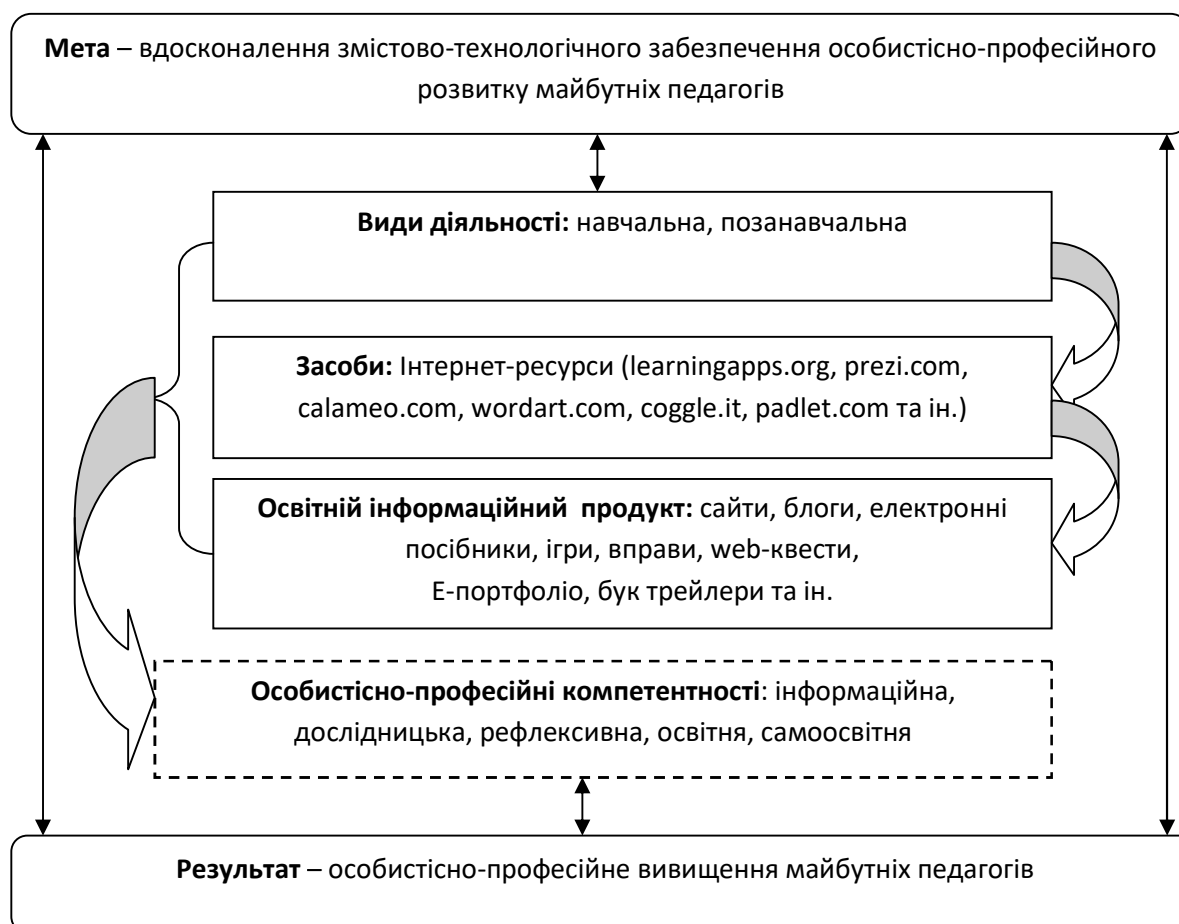 Мета – вдосконалення змістово-технологічного забезпечення особистісно-професійного
розвитку майбутніх педагогів
Види діяльності: навчальна, позанавчальна
Засоби: Інтернет-ресурси (learningapps.org, prezi.com,
calameo.com, wordart.com, coggle.it, padlet.com та ін.)
Освітній інформаційний продукт: сайти, блоги, електронні
посібники, ігри, вправи, web-квести,
Е-портфоліо, бук трейлери та ін.
Особистісно-професійні компетентності: інформаційна,
дослідницька, рефлексивна, освітня, самоосвітня
Результат – особистісно-професійне вивищення майбутніх педагогів